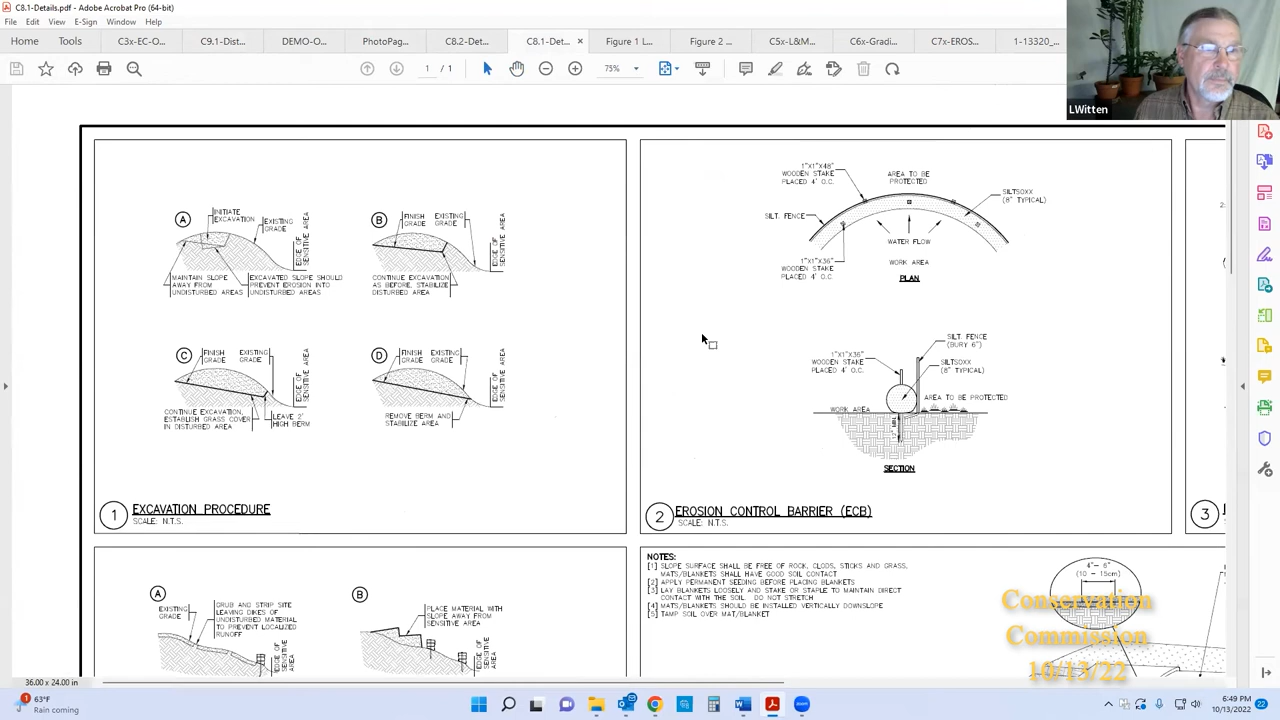 C8.1-Details.pdf - Adobe Acrobat Pro (64-bit)
File Edit View E-Sign Window Help
Home Tools C3x-EC-O... C9.1-Dist... DEMO-O... PhotoPag... C8.2-Det... C8.1-Det... Figure 1 L... Figure 2 ... C5x-L&M... C6x-Gradi... C7x-EROS... 1-13320_...
1 / 1 75%
LWitten
A
INITIATE
EXCAVATION
EXISTING
GRADE
EDGE OF
SENSITIVE AREA
MAINTAIN SLOPE
AWAY FROM
UNDISTURBED AREAS
EXCAVATED SLOPE SHOULD
PREVENT EROSION INTO
UNDISTURBED AREAS
B
FINISH
GRADE
EXISTING
GRADE
EDGE OF
SENSITIVE AREA
CONTINUE EXCAVATION
AS BEFORE, STABILIZE
DISTURBED AREA
C
FINISH
GRADE
EXISTING
GRADE
EDGE OF
SENSITIVE AREA
CONTINUE EXCAVATION,
ESTABLISH GRASS COVER
IN DISTURBED AREA
LEAVE 2'
HIGH BERM
D
FINISH
GRADE
EXISTING
GRADE
EDGE OF
SENSITIVE AREA
REMOVE BERM AND
STABILIZE AREA
1 EXCAVATION PROCEDURE
SCALE: N.T.S.
1"X1"X48"
WOODEN STAKE
PLACED 4' O.C.
AREA TO BE
PROTECTED
SILTSOXX
(8" TYPICAL)
SILT FENCE
WATER FLOW
WORK AREA
1"X1"X36"
WOODEN STAKE
PLACED 4' O.C.
PLAN
SILT FENCE
(BURY 6")
1"X1"X36"
WOODEN STAKE
PLACED 4' O.C.
SILTSOXX
(8" TYPICAL)
AREA TO BE PROTECTED
WORK AREA
SECTION
2 EROSION CONTROL BARRIER (ECB)
SCALE: N.T.S.
3
A
EXISTING
GRADE
GRUB AND STRIP SITE
LEAVING DIKES OF
UNDISTURBED MATERIAL
TO PREVENT LOCALIZED
RUNOFF
EDGE OF
SENSITIVE
AREA
B
PLACE MATERIAL WITH
SLOPE AWAY FROM
SENSITIVE AREA
EDGE OF
SENSITIVE
AREA
NOTES:
[1] SLOPE SURFACE SHALL BE FREE OF ROCK, CLODS, STICKS AND GRASS,
MATS/BLANKETS SHALL HAVE GOOD SOIL CONTACT
[2] APPLY PERMANENT SEEDING BEFORE PLACING BLANKETS
[3] LAY BLANKETS LOOSELY AND STAKE OR STAPLE TO MAINTAIN DIRECT
CONTACT WITH THE SOIL. DO NOT STRETCH
[4] MATS/BLANKETS SHOULD BE INSTALLED VERTICALLY DOWNSLOPE
[5] TAMP SOIL OVER MAT/BLANKET
4"- 6"
(10 - 15cm)
Conservation
Commission
10/13/22
36.00 x 24.00 in
63°F
Rain coming
6:49 PM
10/13/2022
22